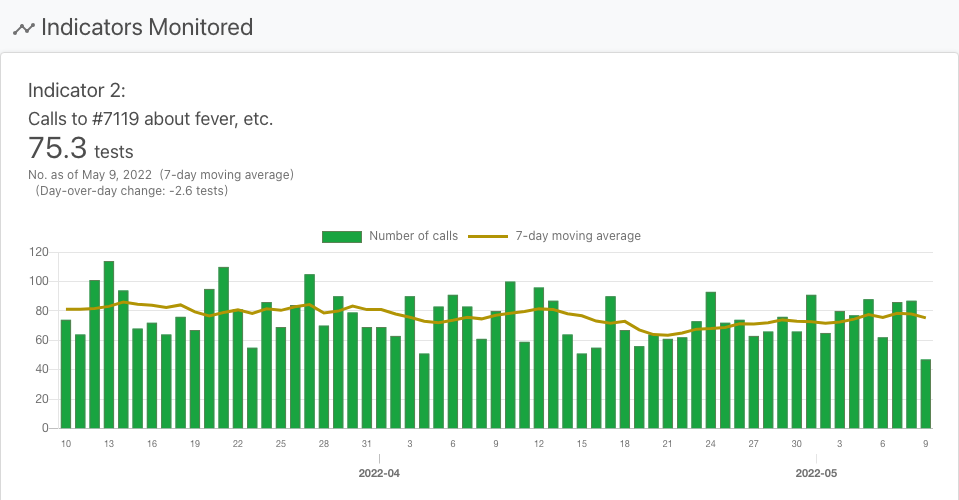 Indicators Monitored
Indicator 2:
Calls to #7119 about fever, etc.
75.3 tests
No. as of May 9, 2022 (7-day moving average)
(Day-over-day change: -2.6 tests)
Number of calls 7-day moving average
120
100
80
60
40
20
0
10 13 16 19 22 25 28 31 3 6 9 12 15 18 21 24 27 30 3 6 9
2022-04 2022-05